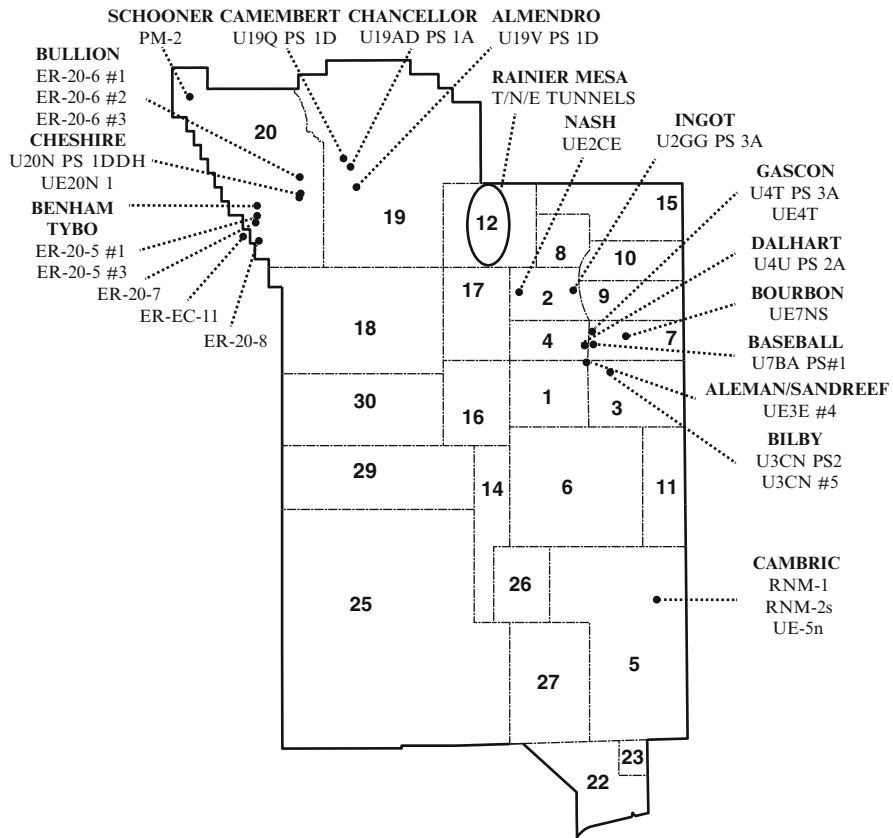 SCHOONER
PM-2
CAMEMBERT
U19Q PS 1D
CHANCELLOR
U19AD PS 1A
ALMENDRO
U19V PS 1D
BULLION
ER-20-6 #1
ER-20-6 #2
ER-20-6 #3
CHESHIRE
U20N PS 1DDH
UE20N 1
BENHAM
TYBO
ER-20-5 #1
ER-20-5 #3
ER-20-7
ER-EC-11
ER-20-8
RAINIER MESA
T/N/E TUNNELS
NASH
UE2CE
INGOT
U2GG PS 3A
GASCON
U4T PS 3A
UE4T
DALHART
U4U PS 2A
BOURBON
UE7NS
BASEBALL
U7BA PS#1
ALEMAN/SANDREEF
UE3E #4
BILBY
U3CN PS2
U3CN #5
CAMBRIC
RNM-1
RNM-2s
UE-5n
20
19
12
15
8
10
17
2
9
18
4
7
30
16
1
3
29
14
6
11
25
26
5
27
23
22